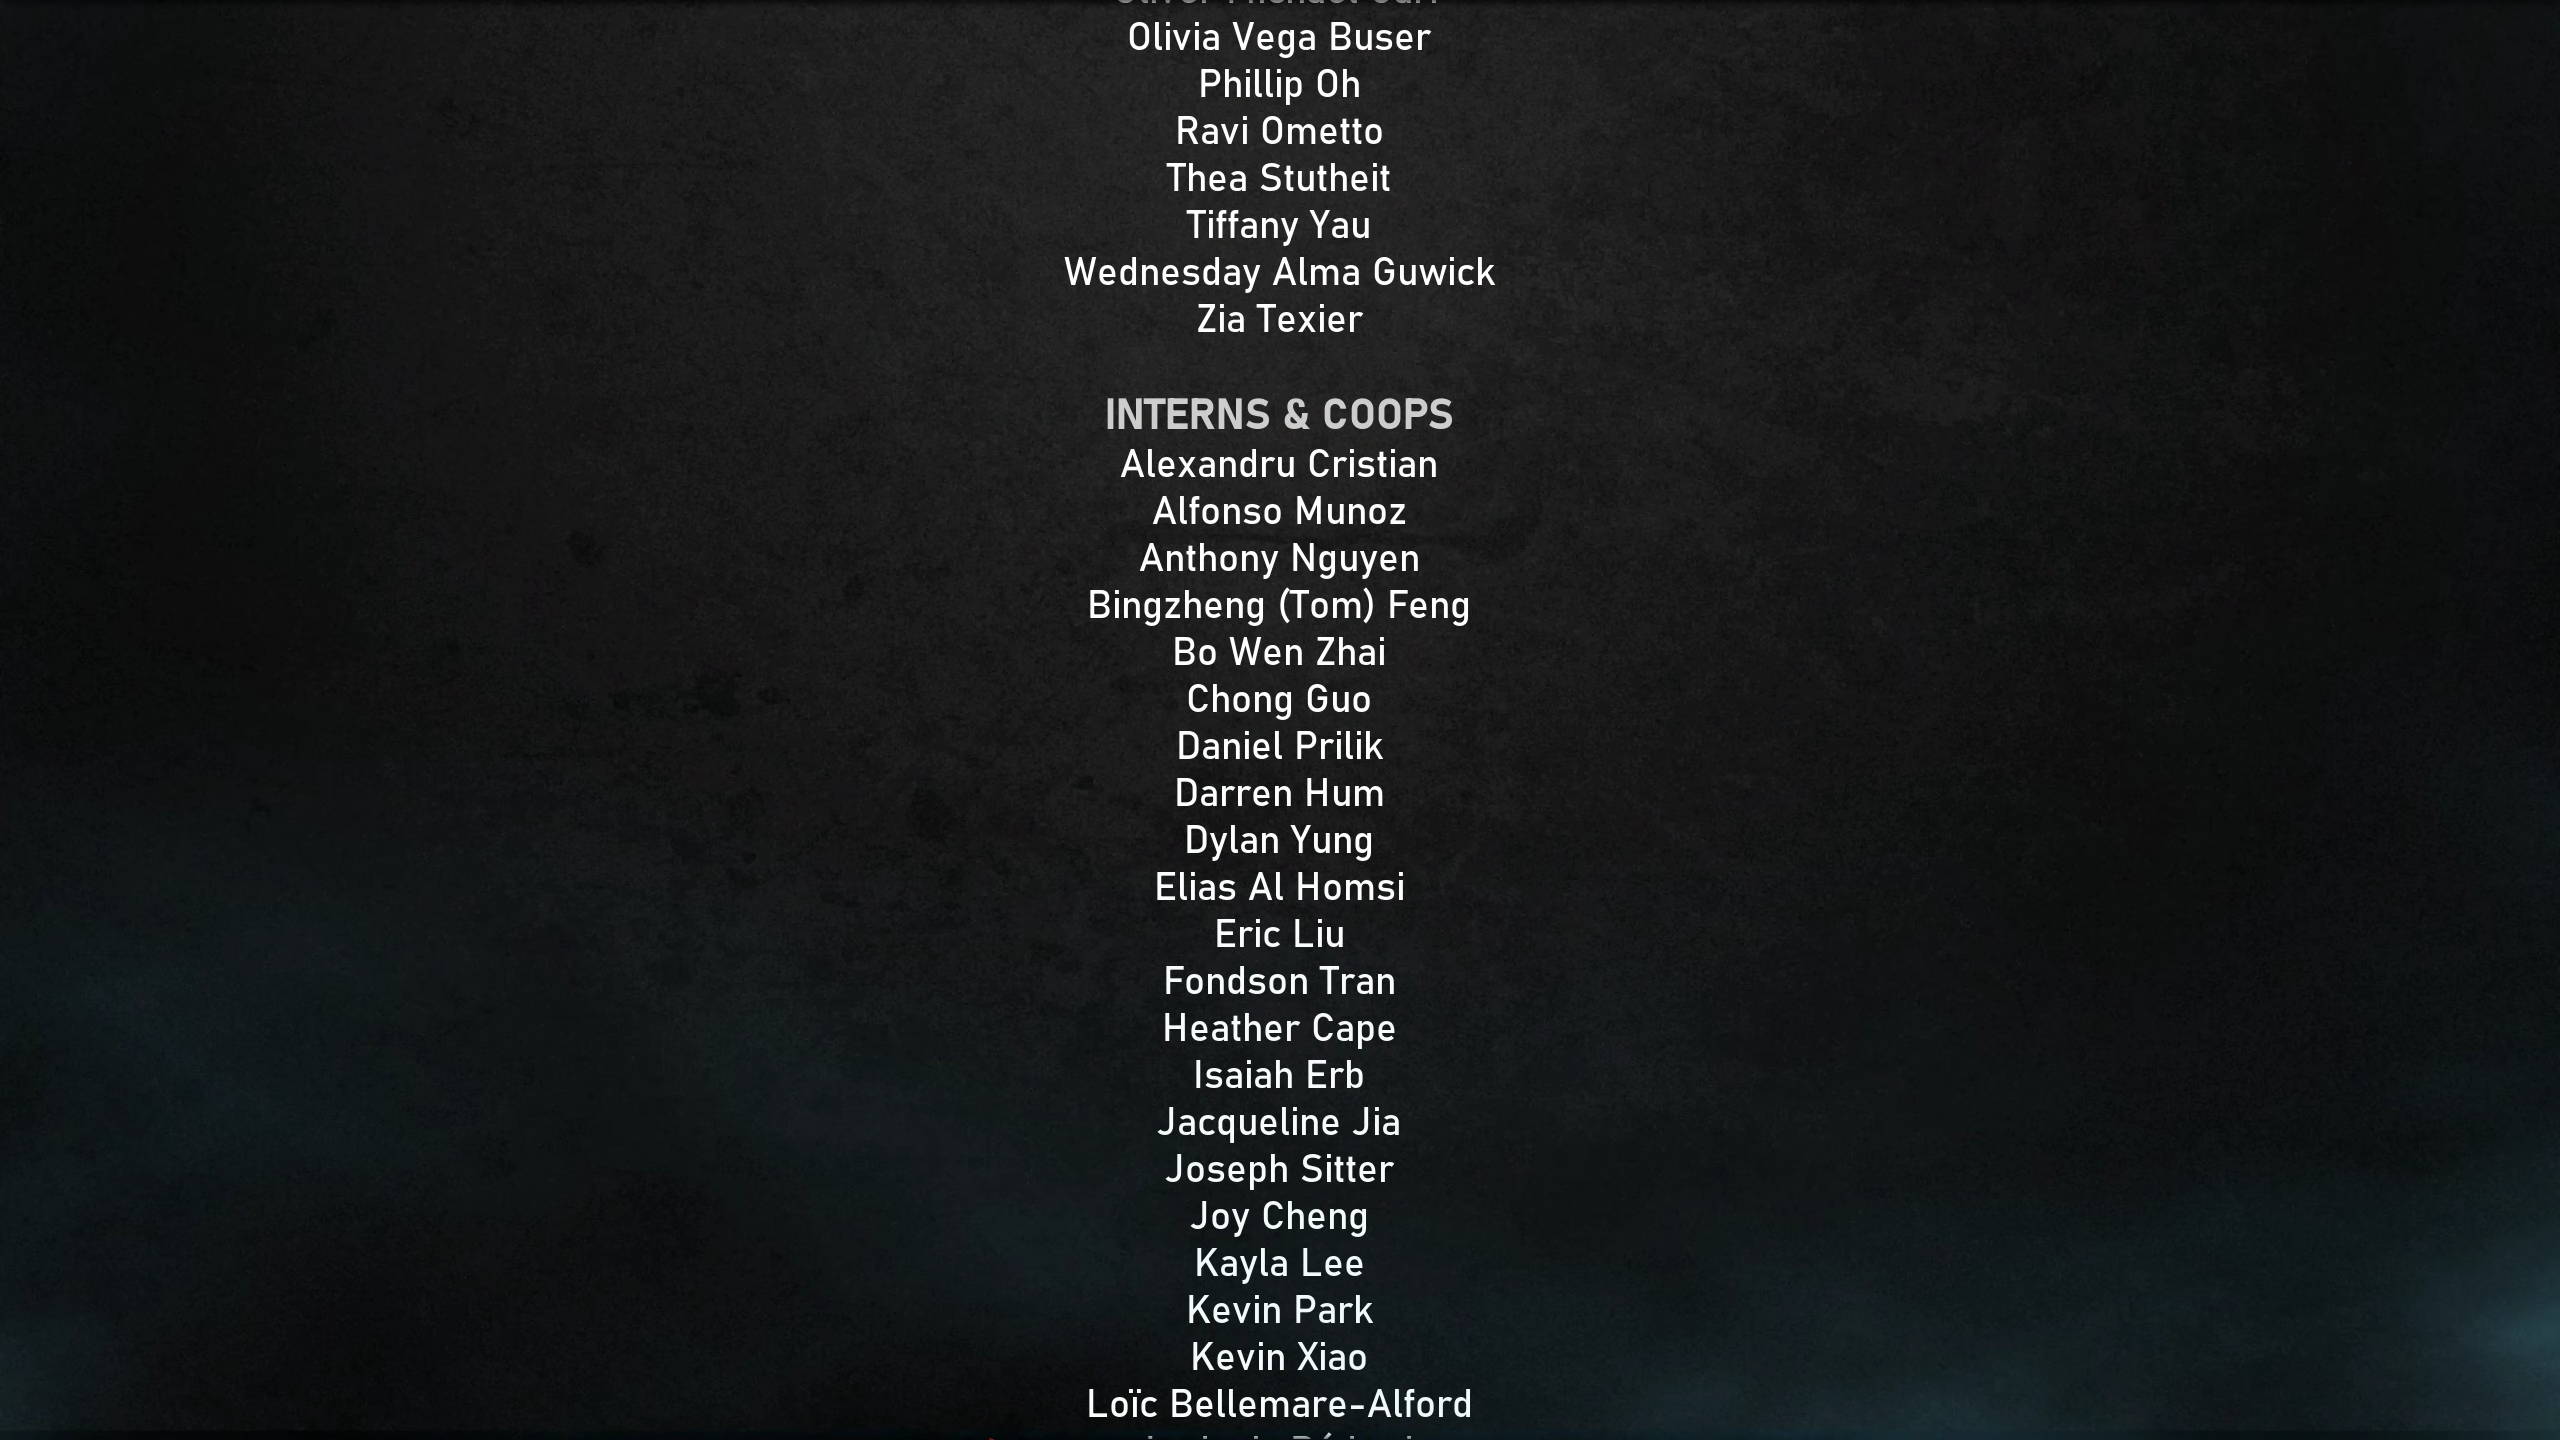 Olivia Vega Buser
Phillip Oh
Ravi Ometto
Thea Stutheit
Tiffany Yau
Wednesday Alma Guwick
Zia Texier
INTERNS & COOPS
Alexandru Cristian
Alfonso Munoz
Anthony Nguyen
Bingzheng (Tom) Feng
Bo Wen Zhai
Chong Guo
Daniel Prilik
Darren Hum
Dylan Yung
Elias Al Homsi
Eric Liu
Fondson Tran
Heather Cape
Isaiah Erb
Jacqueline Jia
Joseph Sitter
Joy Cheng
Kayla Lee
Kevin Park
Kevin Xiao
Loïc Bellemare-Alford